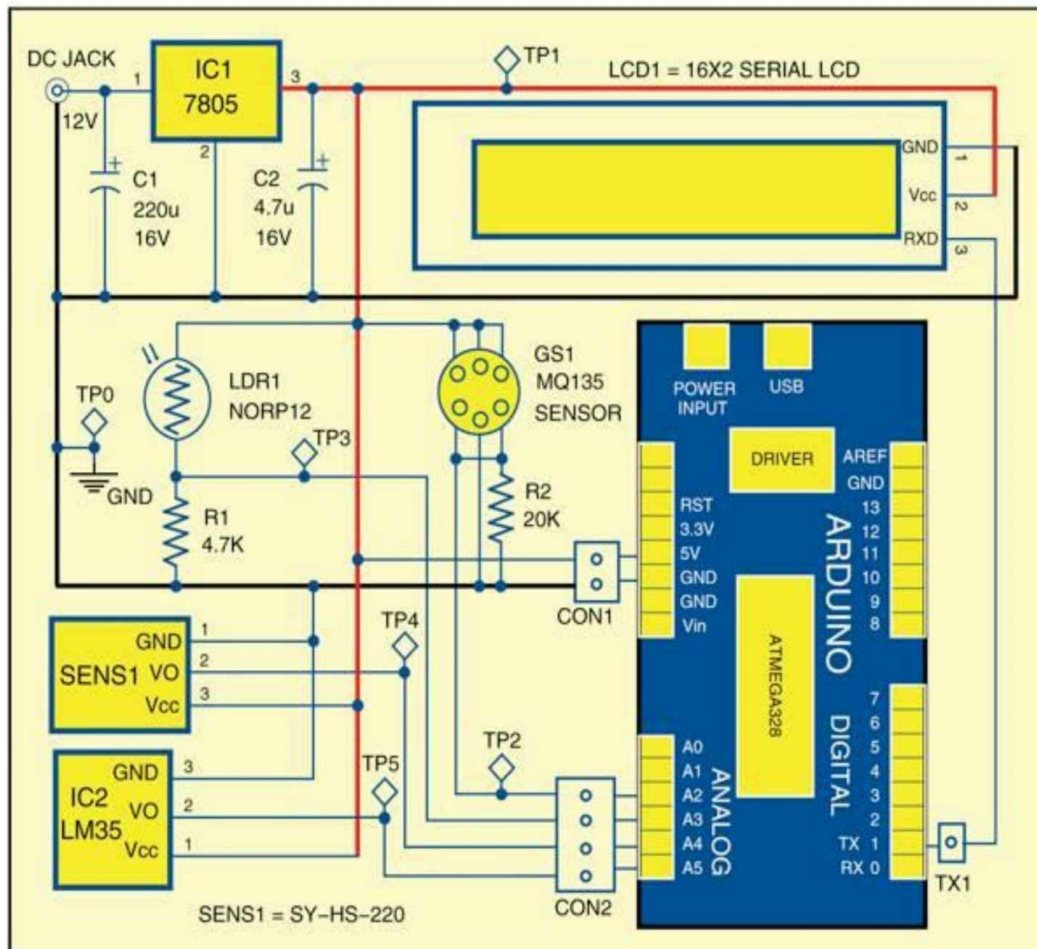 DC JACK
12V
1
IC1
7805
3
2
C1
220u
16V
+
C2
4.7u
16V
+
TP1
LCD1 = 16X2 SERIAL LCD
GND
1
Vcc
2
RXD
3
TP0
GND
LDR1
NORP12
TP3
R1
4.7K
GS1
MQ135
SENSOR
R2
20K
CON1
POWER
INPUT
USB
DRIVER
RST
3.3V
5V
GND
GND
Vin
AREF
GND
13
12
11
10
9
8
ARDUINO
ATMEGA328
7
6
5
4
3
2
TX 1
RX 0
DIGITAL
A0
A1
A2
A3
A4
A5
ANALOG
TX1
SENS1
GND
1
VO
2
Vcc
3
TP4
IC2
LM35
GND
3
VO
2
Vcc
1
TP5
TP2
CON2
SENS1 = SY-HS-220